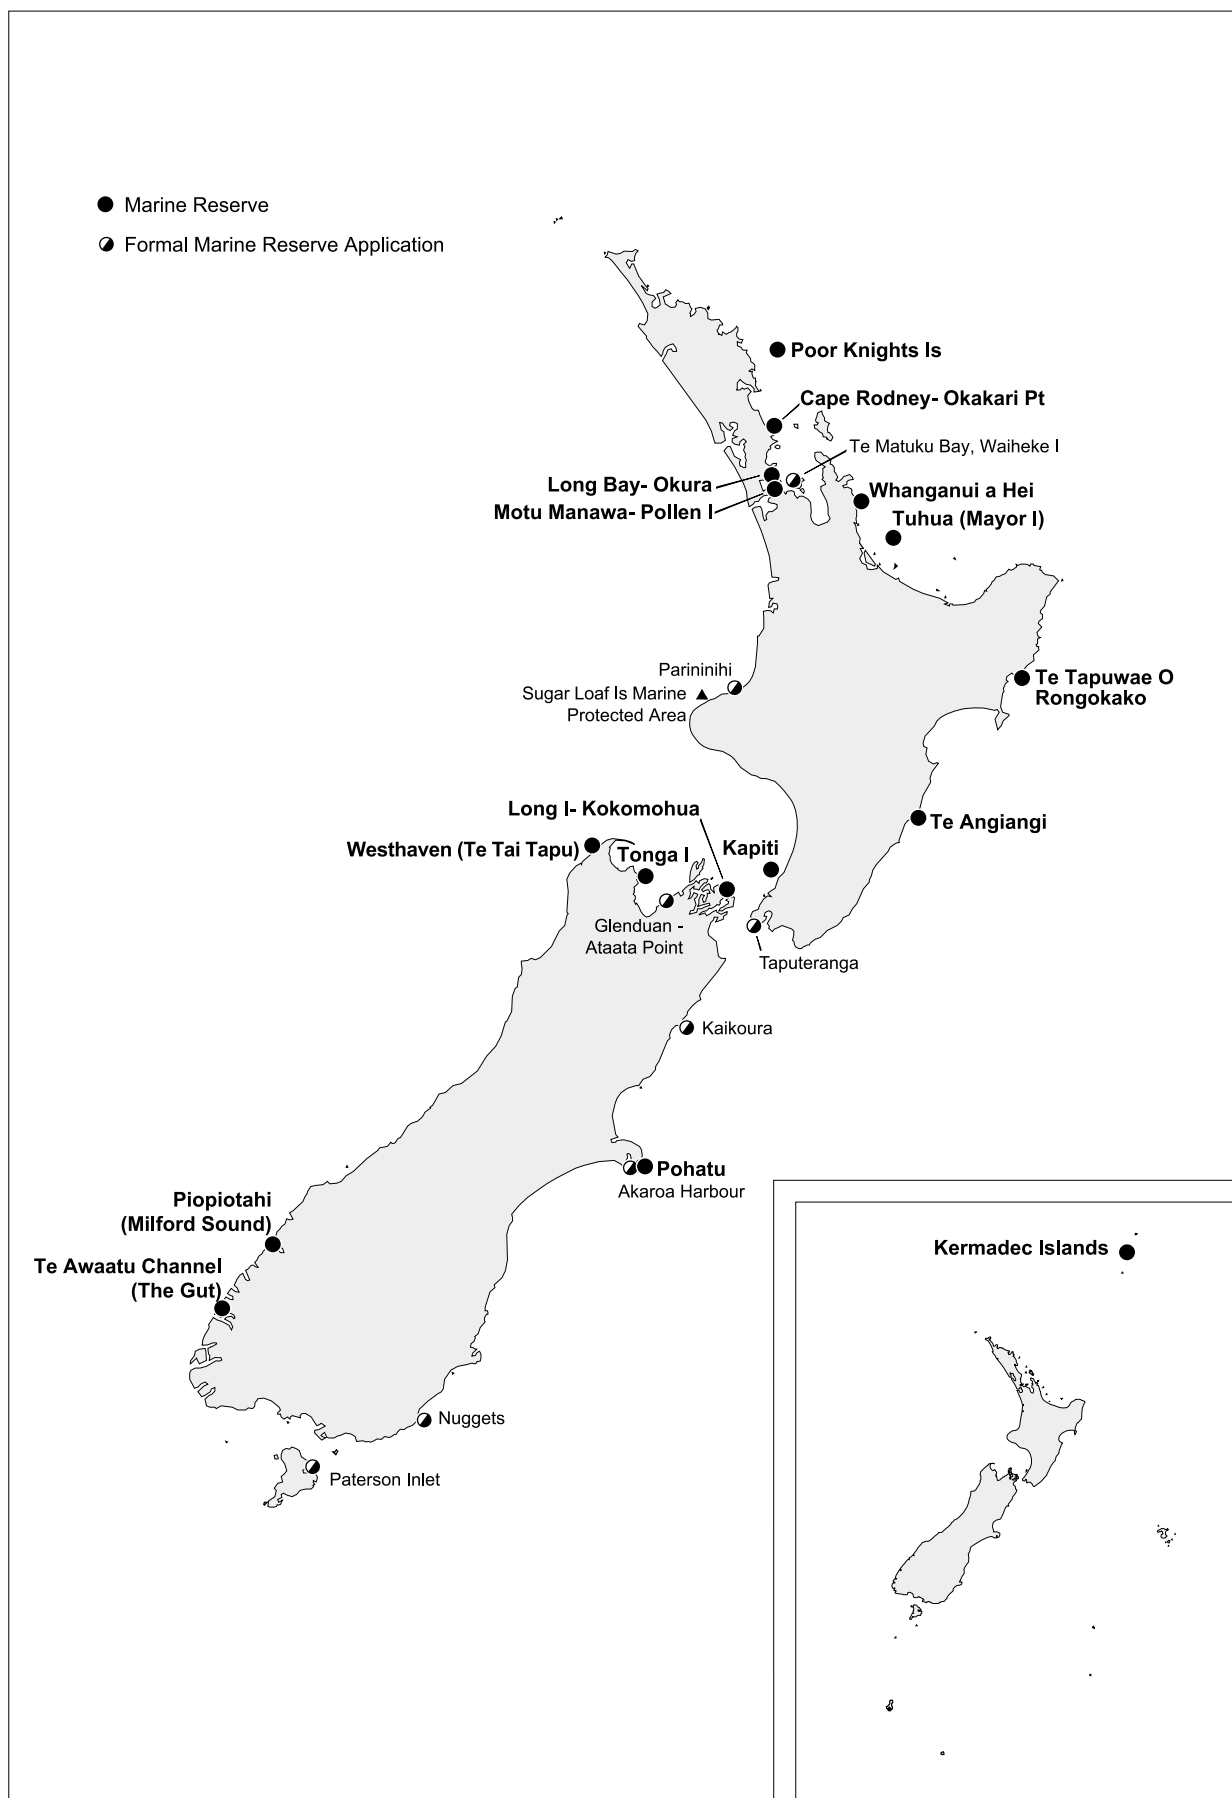 Marine Reserve
Formal Marine Reserve Application
Poor Knights Is
Cape Rodney- Okakari Pt
Te Matuku Bay, Waiheke I
Long Bay- Okura
Motu Manawa- Pollen I
Whanganui a Hei
Tuhua (Mayor I)
Parininihi
Sugar Loaf Is Marine
Protected Area
Te Tapuwae O
Rongokako
Long I- Kokomohua
Te Angiangi
Westhaven (Te Tai Tapu)
Tonga I
Kapiti
Glenduan -
Ataata Point
Taputeranga
Kaikoura
Pohatu
Akaroa Harbour
Piopiotahi
(Milford Sound)
Te Awaatu Channel
(The Gut)
Kermadec Islands
Nuggets
Paterson Inlet